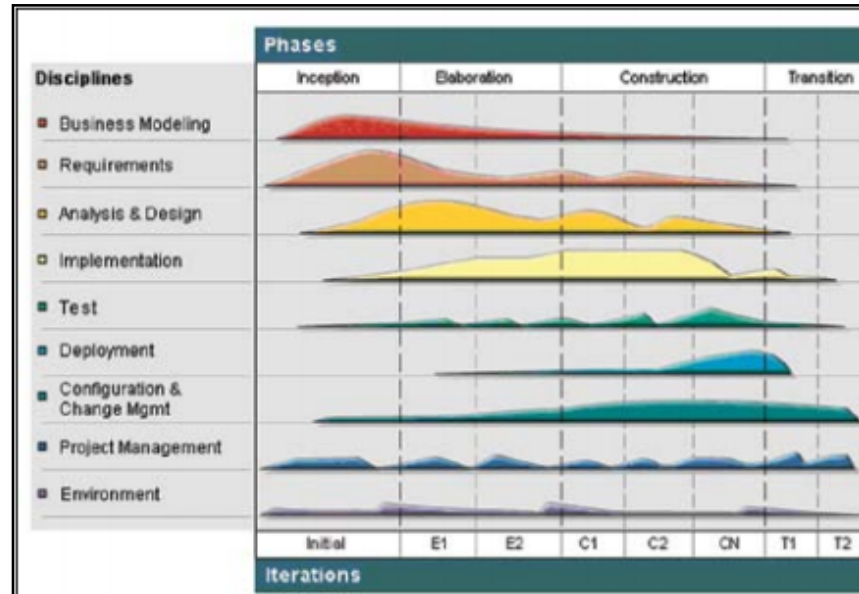 Phases
Disciplines
Inception Elaboration Construction Transition
Business Modeling
Requirements
Analysis & Design
Implementation
Test
Deployment
Configuration &
Change Mgmt
Project Management
Environment
Initial E1 E2 C1 C2 CN T1 T2
Iterations